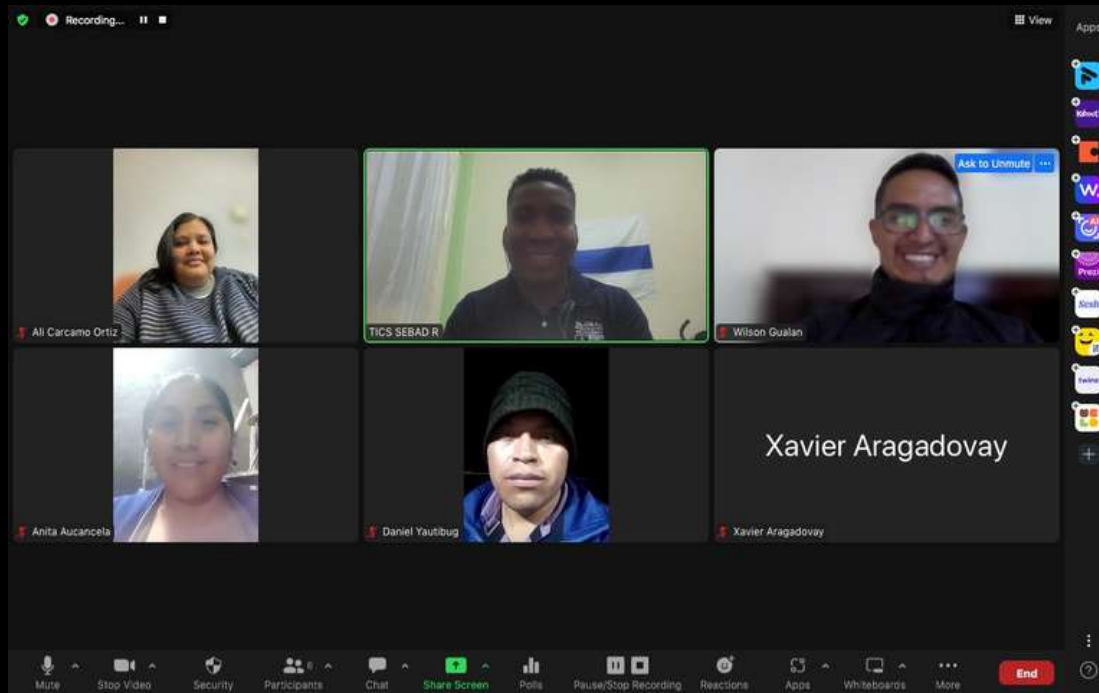 Recording...
View
Apps
Ask to Unmute
Ali Carcamo Ortiz
TICS SEBAD R
Wilson Gualan
Prezi
Anita Aucancela
Daniel Yautibug
Xavier Aragadovay
Xavier Aragadovay
Mute
Stop Video
Security
Participants
6
Chat
Share Screen
Polls
Pause/Stop Recording
Reactions
Apps
Whiteboards
More
End